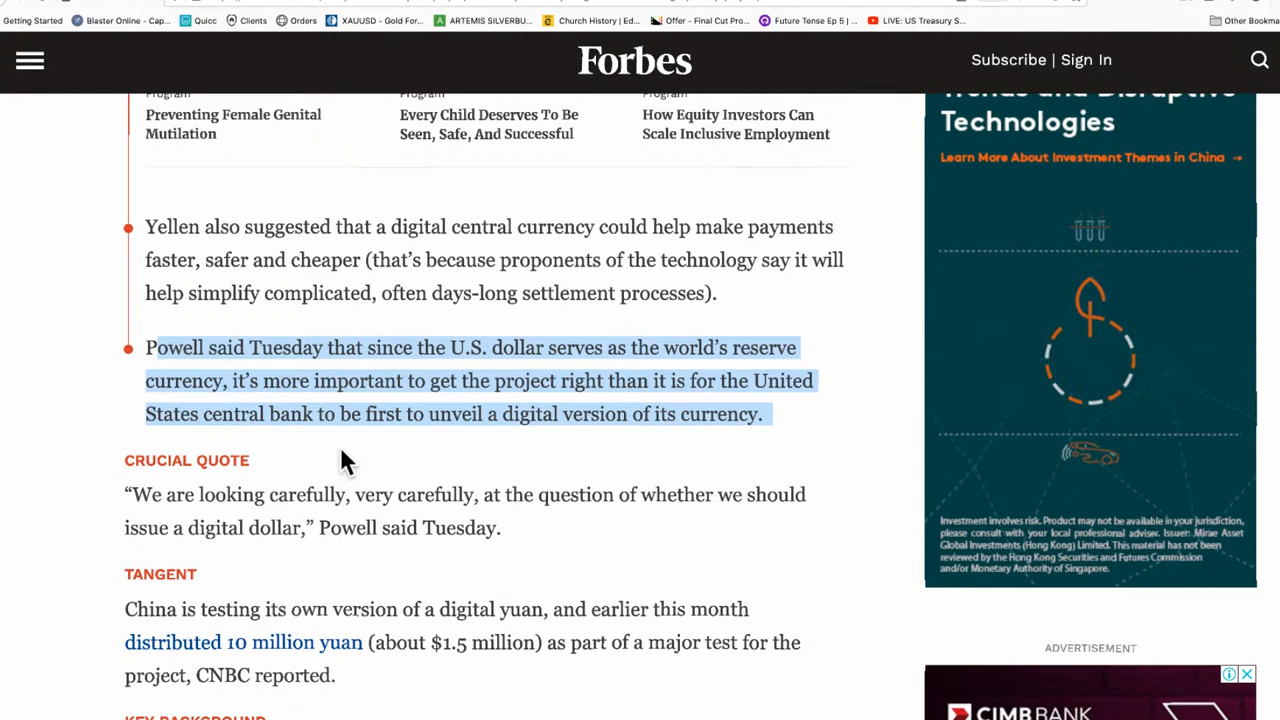 Getting Started
Blaster Online - Cap...
Quicc
Clients
Orders
XAUUSD - Gold For...
ARTEMIS SILVERBU...
Church History | Ed...
Offer - Final Cut Pro...
Future Tense Ep 5 | ...
LIVE: US Treasury S...
Other Bookma
Forbes
Subscribe | Sign In
Program
Preventing Female Genital
Mutilation
Program
Every Child Deserves To Be
Seen, Safe, And Successful
Program
How Equity Investors Can
Scale Inclusive Employment
Yellen also suggested that a digital central currency could help make payments
faster, safer and cheaper (that’s because proponents of the technology say it will
help simplify complicated, often days-long settlement processes).
Powell said Tuesday that since the U.S. dollar serves as the world’s reserve
currency, it’s more important to get the project right than it is for the United
States central bank to be first to unveil a digital version of its currency.
CRUCIAL QUOTE
“We are looking carefully, very carefully, at the question of whether we should
issue a digital dollar,” Powell said Tuesday.
TANGENT
China is testing its own version of a digital yuan, and earlier this month
distributed 10 million yuan (about $1.5 million) as part of a major test for the
project, CNBC reported.
KEY BACKGROUND
Trends and Disruptive
Technologies
Learn More About Investment Themes in China →
Investment involves risk. Product may not be available in your jurisdiction,
please consult with your local professional adviser. Issuer: Mirae Asset
Global Investments (Hong Kong) Limited. This material has not been
reviewed by the Hong Kong Securities and Futures Commission
and/or Monetary Authority of Singapore.
ADVERTISEMENT
CIMB BANK